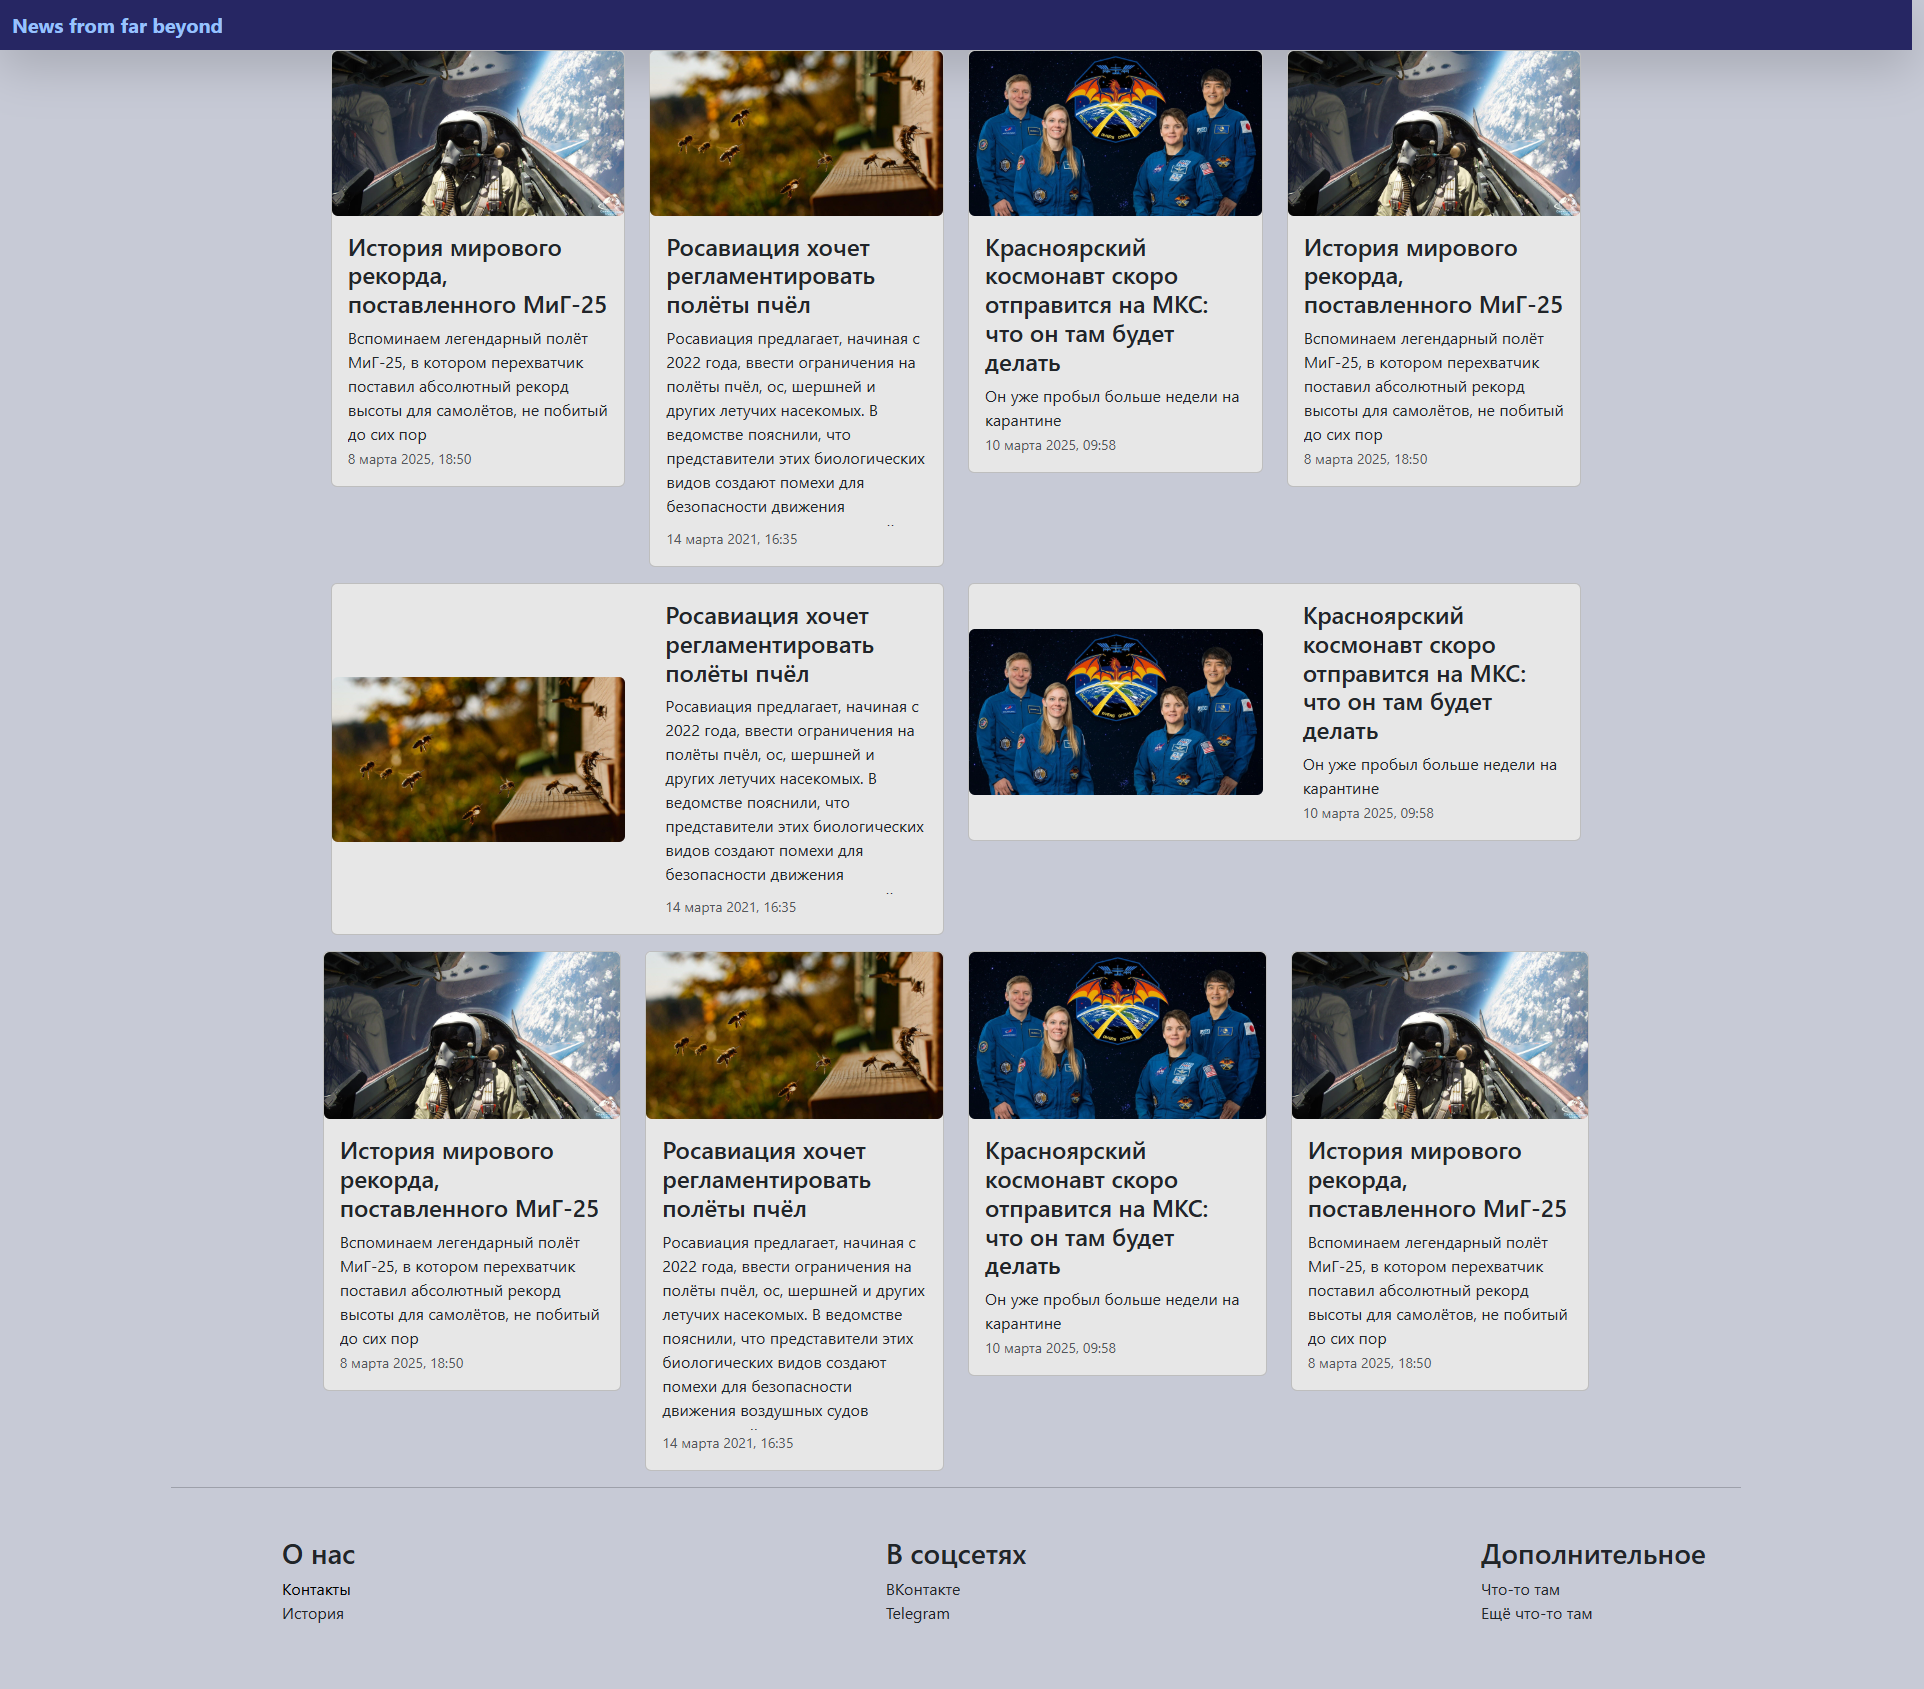 News from far beyond
История мирового
рекорда,
поставленного МиГ-25
Вспоминаем легендарный полёт
МиГ-25, в котором перехватчик
поставил абсолютный рекорд
высоты для самолётов, не побитый
до сих пор
8 марта 2025, 18:50
Росавиация хочет
регламентировать
полёты пчёл
Росавиация предлагает, начиная с
2022 года, ввести ограничения на
полёты пчёл, ос, шершней и
других летучих насекомых. В
ведомстве пояснили, что
представители этих биологических
видов создают помехи для
безопасности движения
14 марта 2021, 16:35
Красноярский
космонавт скоро
отправится на МКС:
что он там будет
делать
Он уже пробыл больше недели на
карантине
10 марта 2025, 09:58
История мирового
рекорда,
поставленного МиГ-25
Вспоминаем легендарный полёт
МиГ-25, в котором перехватчик
поставил абсолютный рекорд
высоты для самолётов, не побитый
до сих пор
8 марта 2025, 18:50
Росавиация хочет
регламентировать
полёты пчёл
Росавиация предлагает, начиная с
2022 года, ввести ограничения на
полёты пчёл, ос, шершней и
других летучих насекомых. В
ведомстве пояснили, что
представители этих биологических
видов создают помехи для
безопасности движения
14 марта 2021, 16:35
Красноярский
космонавт скоро
отправится на МКС:
что он там будет
делать
Он уже пробыл больше недели на
карантине
10 марта 2025, 09:58
История мирового
рекорда,
поставленного МиГ-25
Вспоминаем легендарный полёт
МиГ-25, в котором перехватчик
поставил абсолютный рекорд
высоты для самолётов, не побитый
до сих пор
8 марта 2025, 18:50
Росавиация хочет
регламентировать
полёты пчёл
Росавиация предлагает, начиная с
2022 года, ввести ограничения на
полёты пчёл, ос, шершней и других
летучих насекомых. В ведомстве
пояснили, что представители этих
биологических видов создают
помехи для безопасности
движения воздушных судов
14 марта 2021, 16:35
Красноярский
космонавт скоро
отправится на МКС:
что он там будет
делать
Он уже пробыл больше недели на
карантине
10 марта 2025, 09:58
История мирового
рекорда,
поставленного МиГ-25
Вспоминаем легендарный полёт
МиГ-25, в котором перехватчик
поставил абсолютный рекорд
высоты для самолётов, не побитый
до сих пор
8 марта 2025, 18:50
О нас
Контакты
История
В соцсетях
ВКонтакте
Telegram
Дополнительное
Что-то там
Ещё что-то там